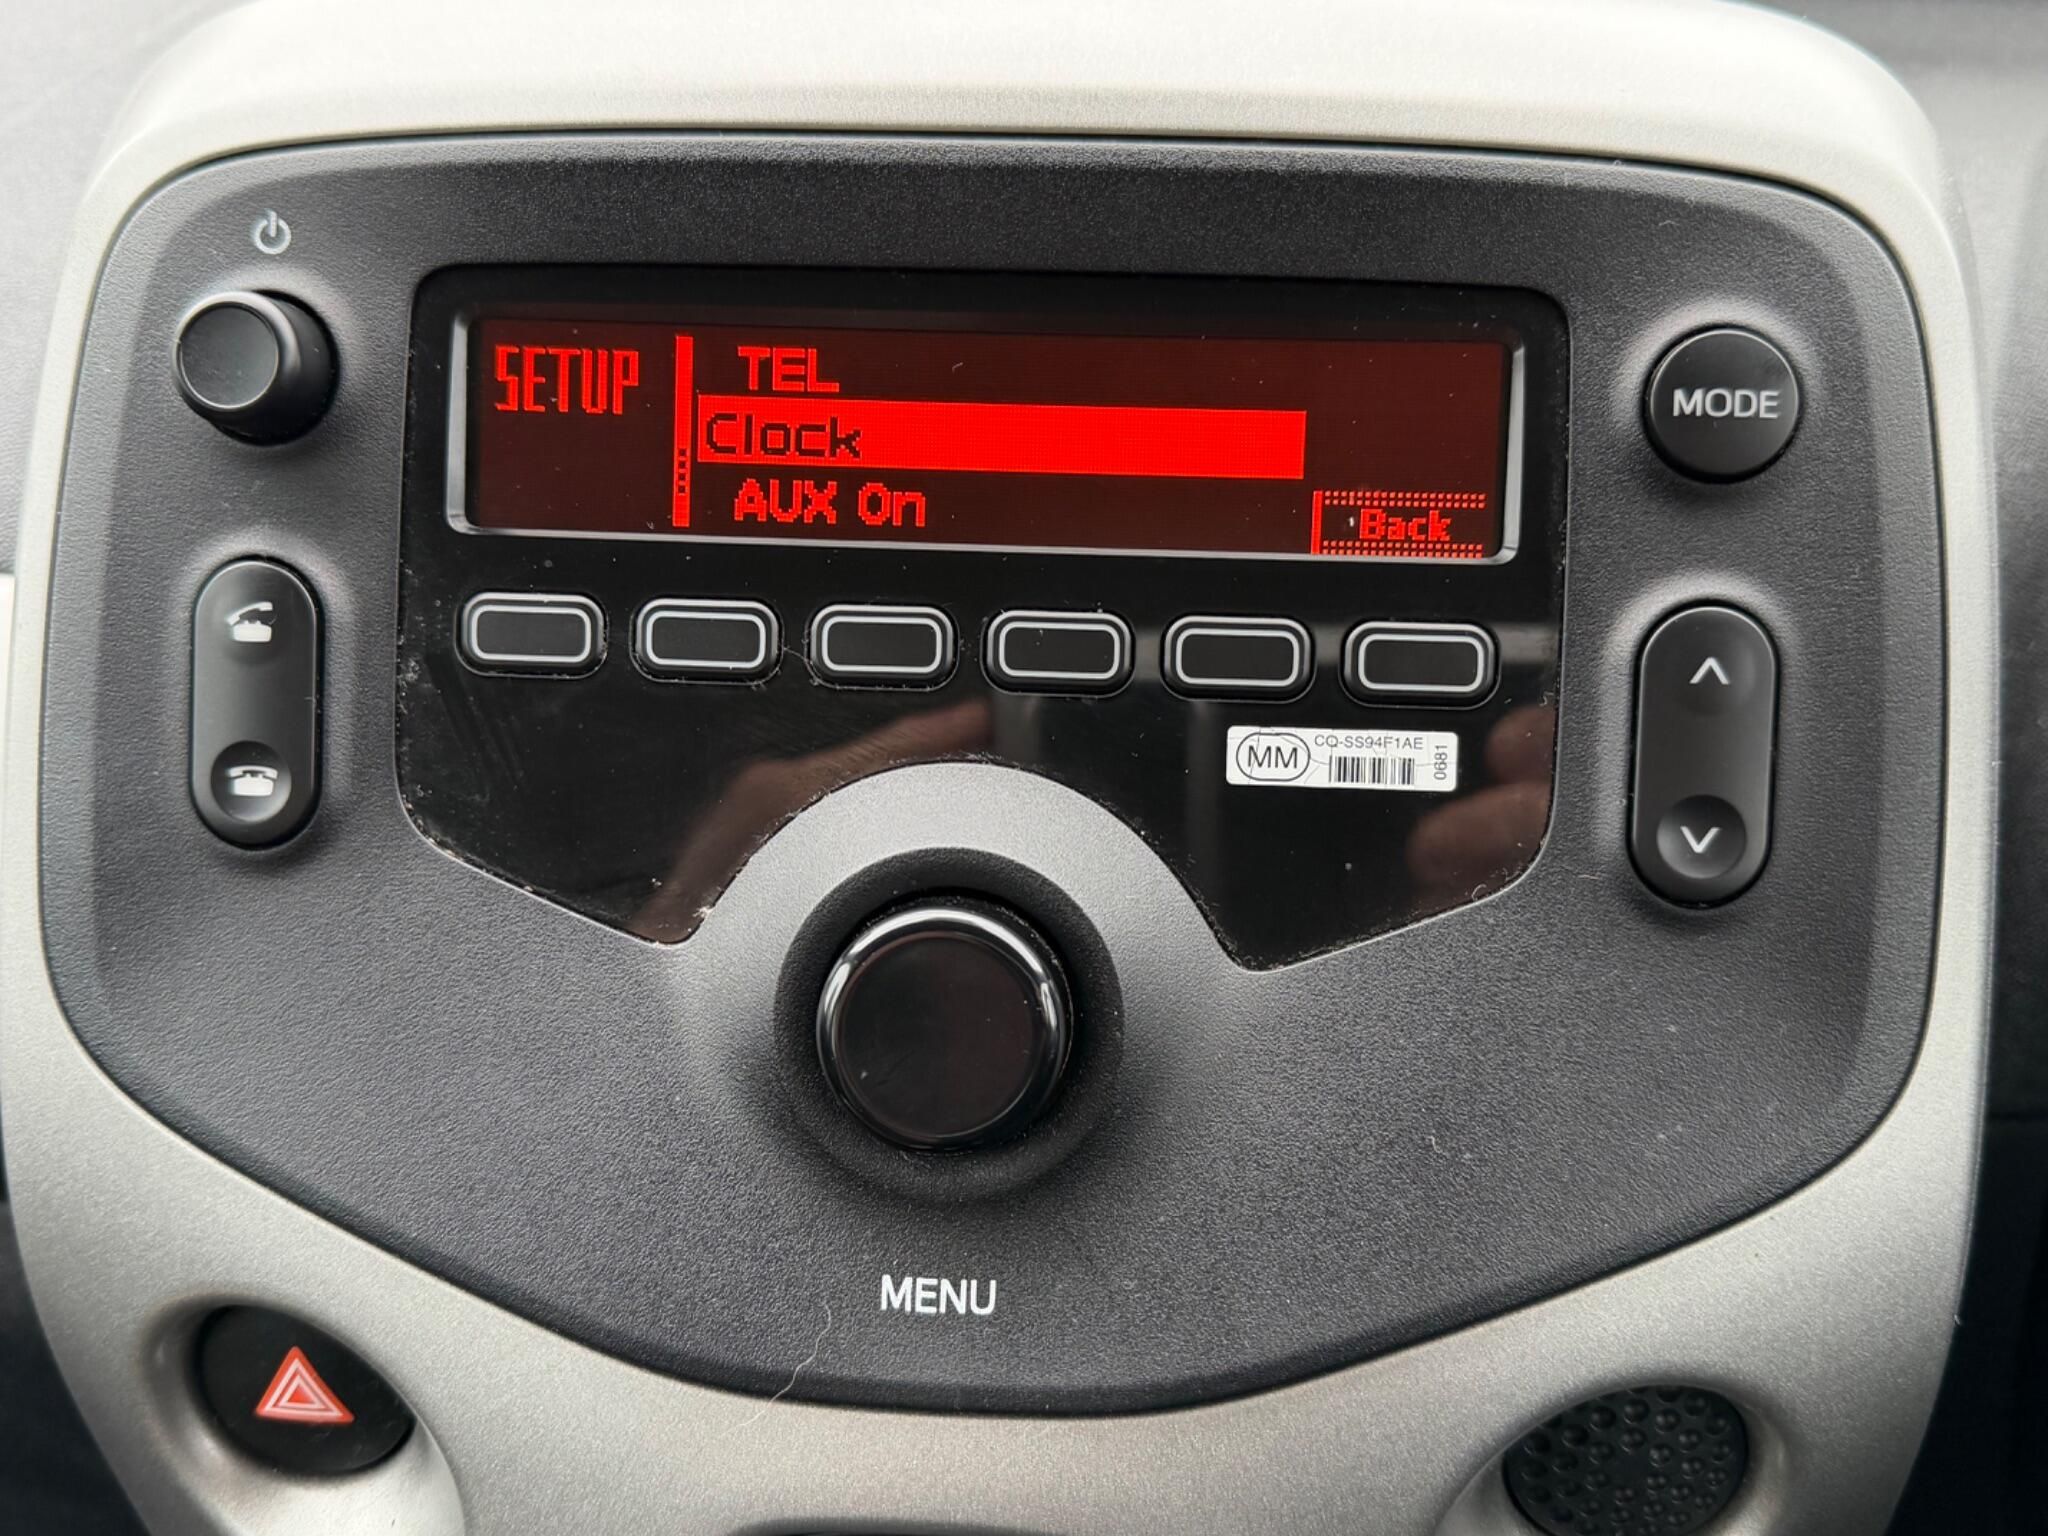 SETUP
TEL
Clock
AUX On
Back
MODE
MM
CQ-SS94F1AE
0681
MENU